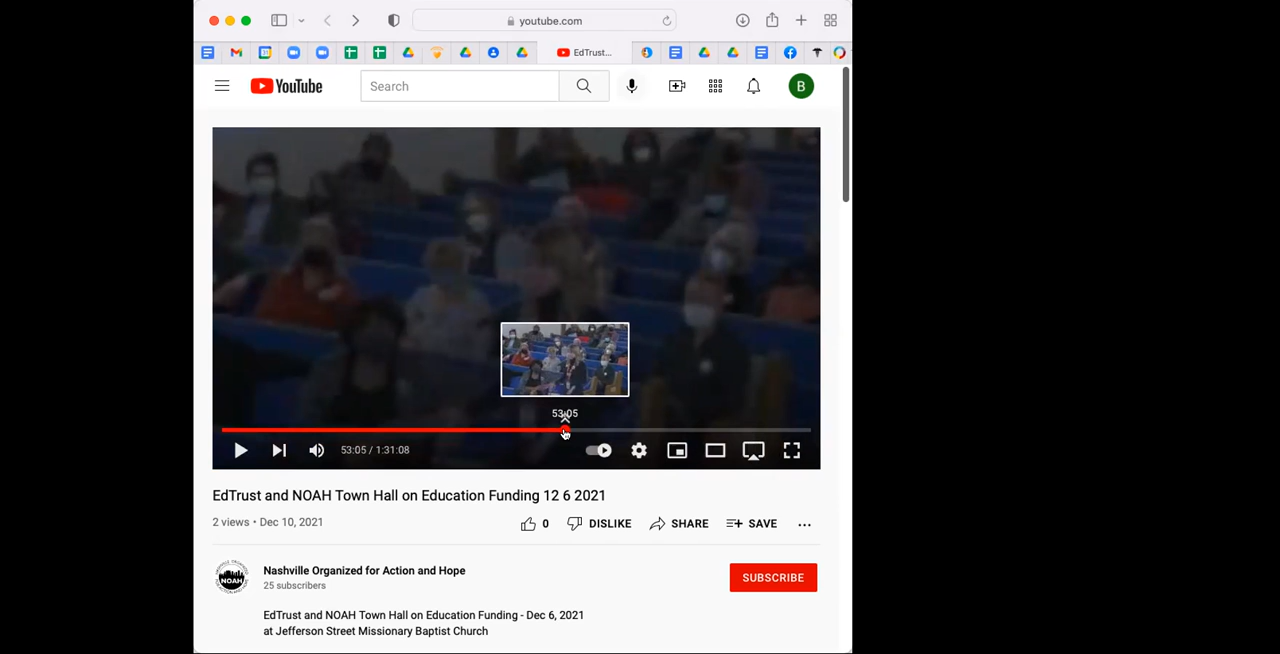 youtube.com
EdTrust...
YouTube
Search
B
53:05
53:05 / 1:31:08
EdTrust and NOAH Town Hall on Education Funding 12 6 2021
2 views • Dec 10, 2021
0 DISLIKE SHARE SAVE ...
NOAH
Nashville Organized for Action and Hope
25 subscribers
SUBSCRIBE
EdTrust and NOAH Town Hall on Education Funding - Dec 6, 2021
at Jefferson Street Missionary Baptist Church